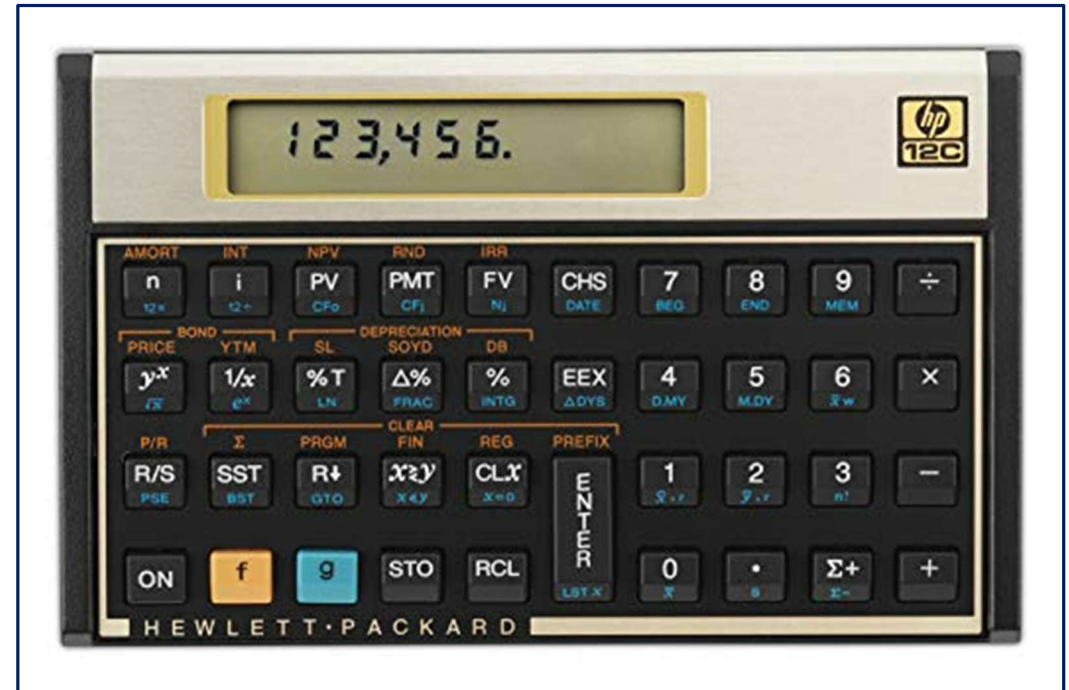 123,456.
hp
12C
AMORT INT NPV RND IRR
n i PV PMT FV CHS 7 8 9 ÷
12× 12÷ CFo CFj Nj DATE BEG END MEM
BOND DEPRECIATION
PRICE YTM SL SOYD DB
yˣ 1/x %T Δ% % EEX 4 5 6 ×
√x eˣ LN FRAC INTG ΔDYS D.MY M.DY x̄w
CLEAR
P/R Σ PRGM FIN REG PREFIX
R/S SST R↓ x≷y CLx ENTER 1 2 3 −
PSE BST GTO x≤y x=0 x̂,r ŷ,r n!
ON f g STO RCL 0 • Σ+ +
LST x x̄ s Σ−
HEWLETT·PACKARD